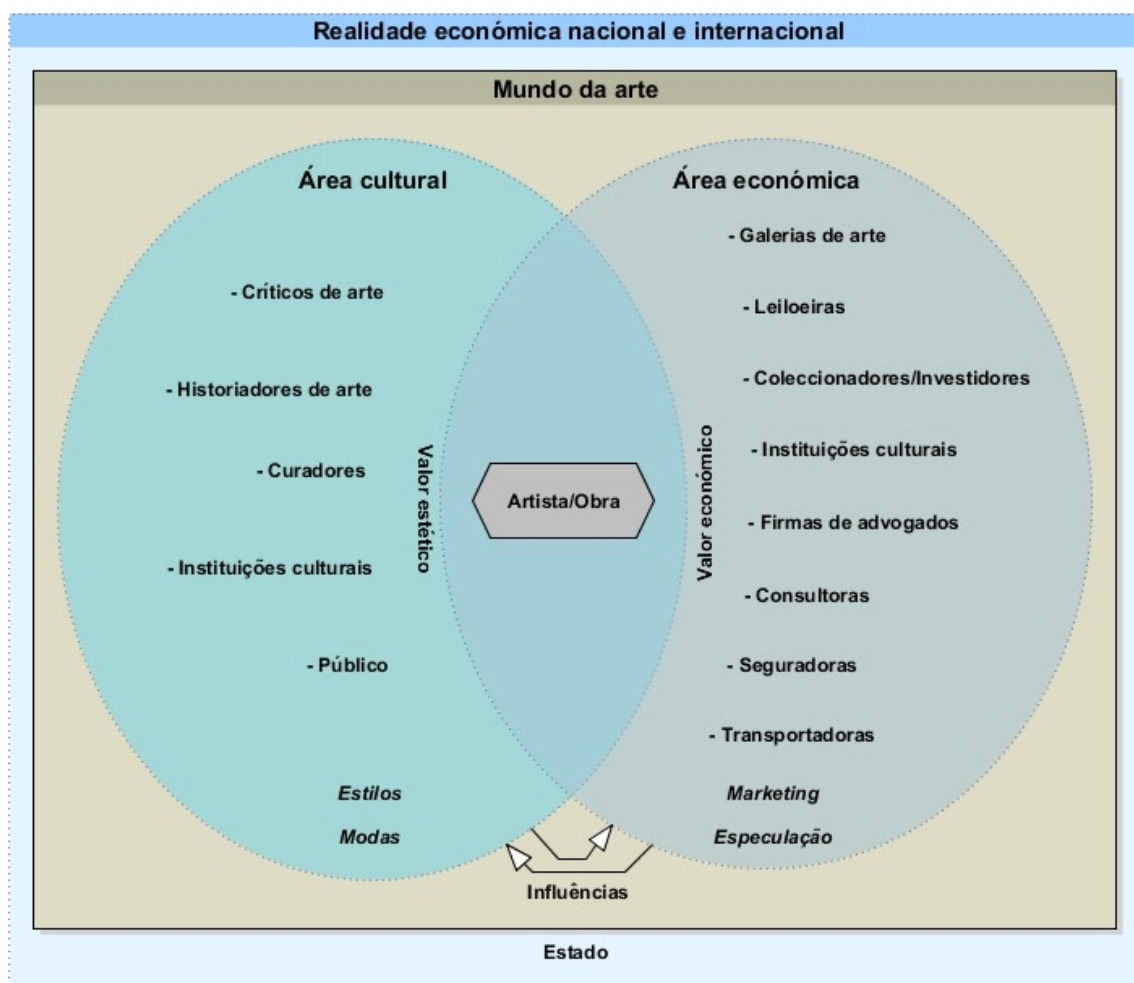 Realidade económica nacional e internacional
Mundo da arte
Área cultural
- Críticos de arte
- Historiadores de arte
- Curadores
- Instituições culturais
- Público
Estilos
Modas
Valor estético
Artista/Obra
Valor económico
Área económica
- Galerias de arte
- Leiloeiras
- Coleccionadores/Investidores
- Instituições culturais
- Firmas de advogados
- Consultoras
- Seguradoras
- Transportadoras
Marketing
Especulação
Influências
Estado